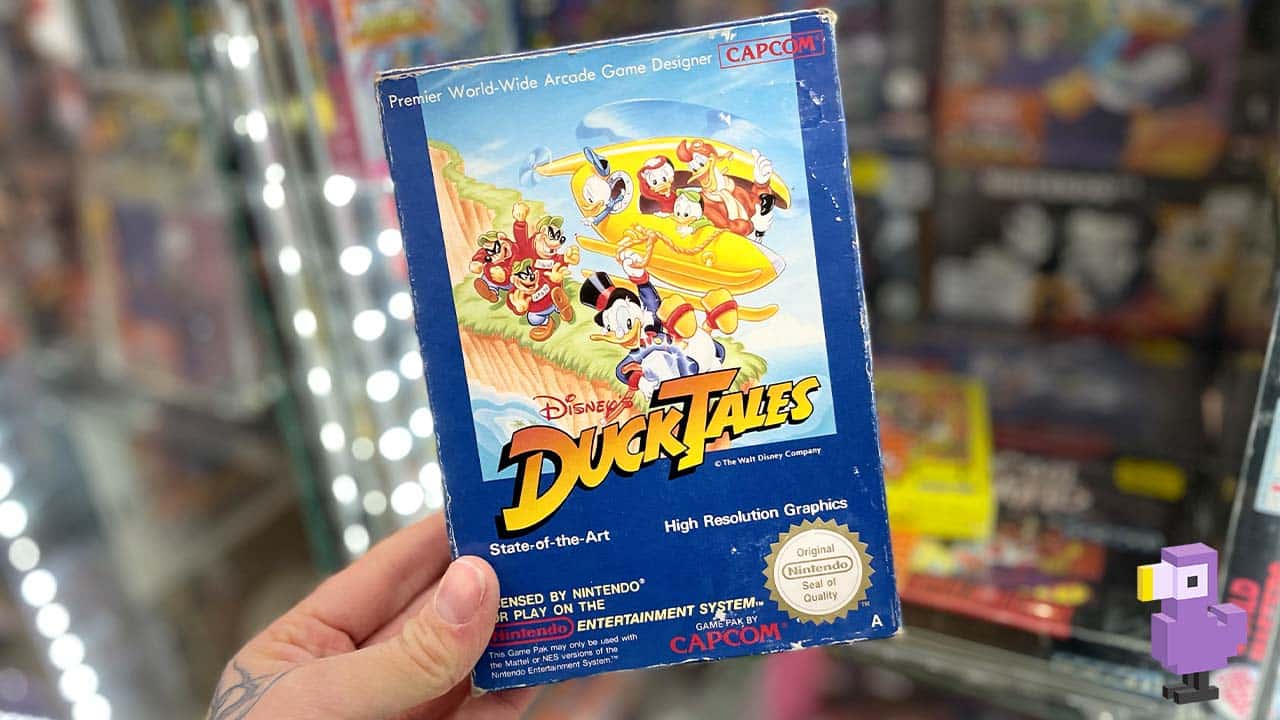 Premier World-Wide Arcade Game Designer CAPCOM
Disney's
DUCKTALES
© The Walt Disney Company
State-of-the-Art High Resolution Graphics
Original
Nintendo
Seal of
Quality
TM
ENSED BY NINTENDO®
R PLAY ON THE
Nintendo ENTERTAINMENT SYSTEM™
GAME PAK BY
CAPCOM®
This Game Pak may only be used with
the Mattel or NES versions of the
Nintendo Entertainment System.™
A